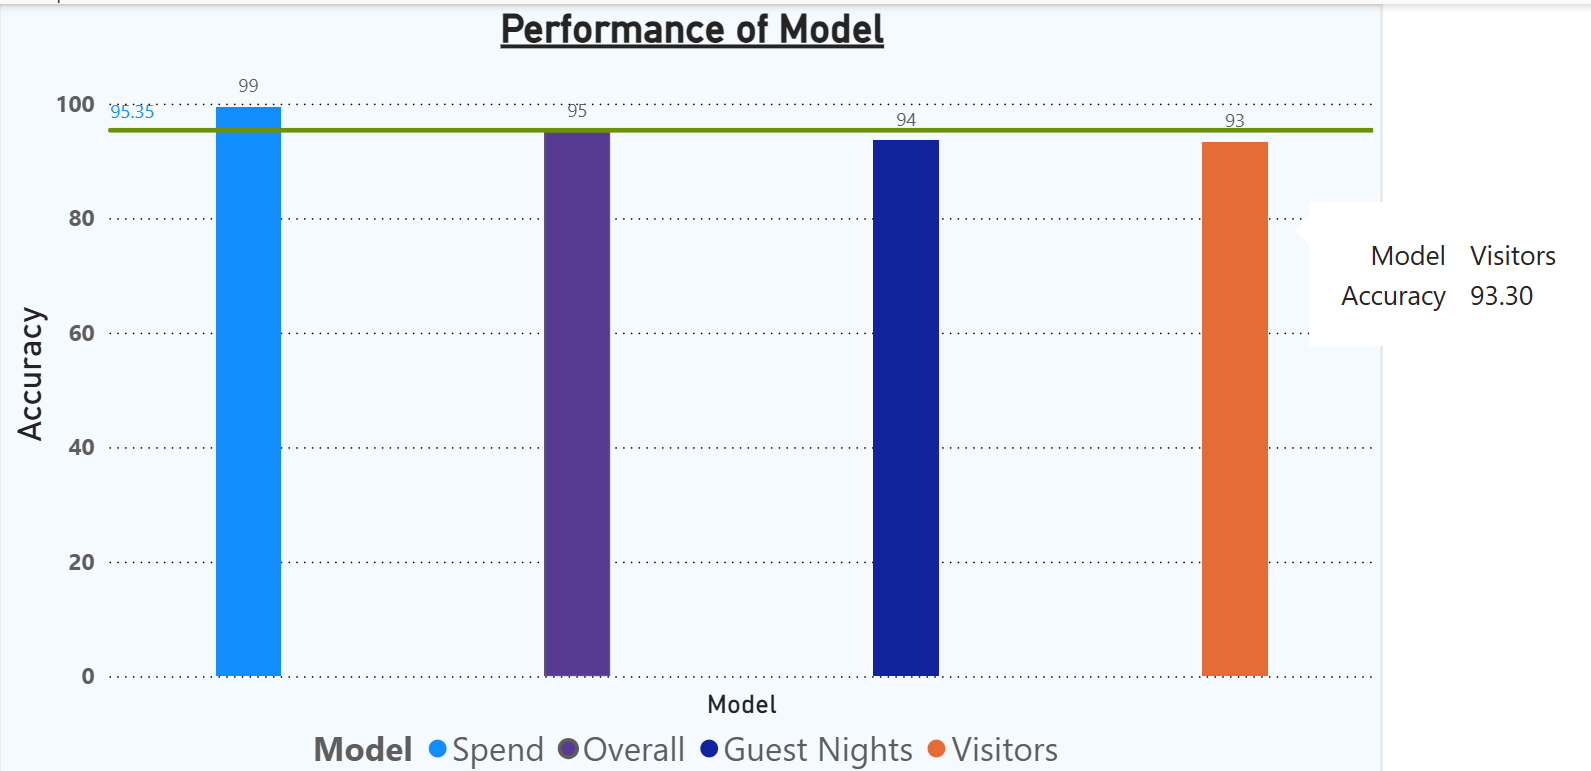 Performance of Model
99
100
95.35
95
94
93
80
Model Visitors
Accuracy 93.30
60
Accuracy
40
20
0
Model
Model Spend Overall Guest Nights Visitors